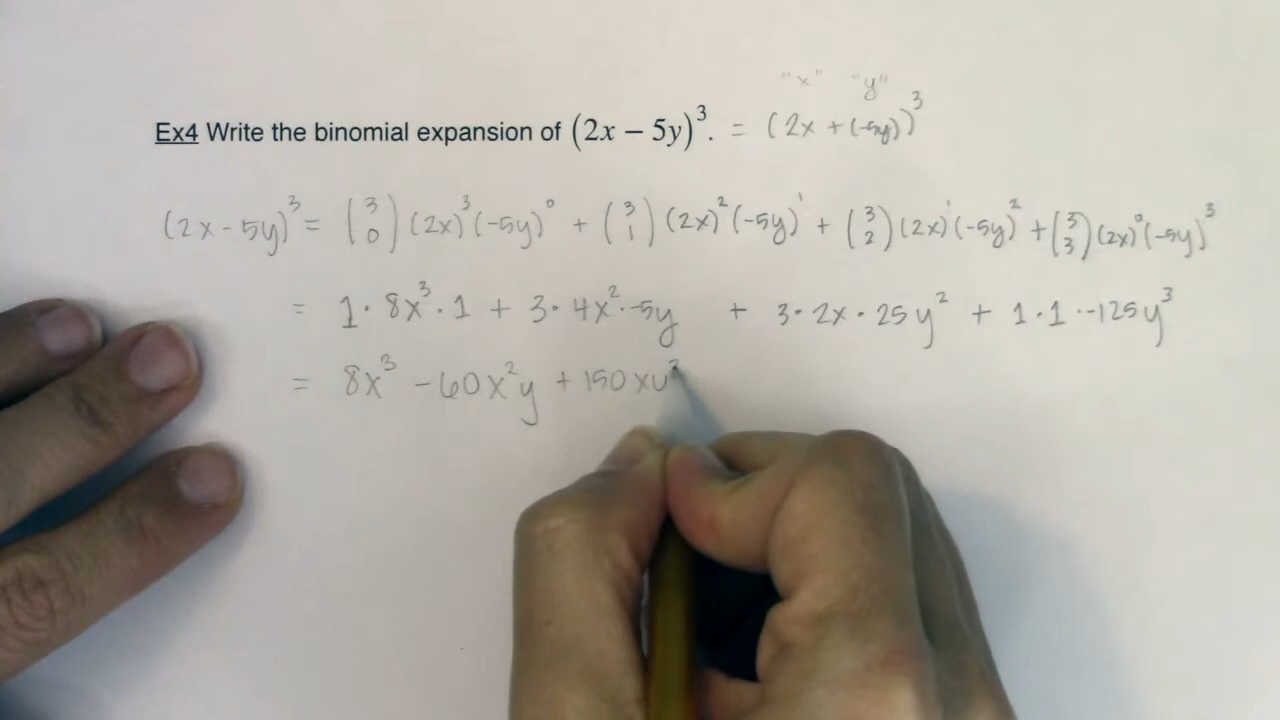 "x" "y"
Ex4 Write the binomial expansion of (2x − 5y)³. = (2x + (-5y))³
(2x - 5y)³ = (3 0)(2x)³(-5y)⁰ + (3 1)(2x)²(-5y)¹ + (3 2)(2x)¹(-5y)² + (3 3)(2x)⁰(-5y)³
= 1 · 8x³ · 1 + 3 · 4x² · -5y + 3 · 2x · 25y² + 1 · 1 · -125y³
= 8x³ - 60x²y + 150xy²